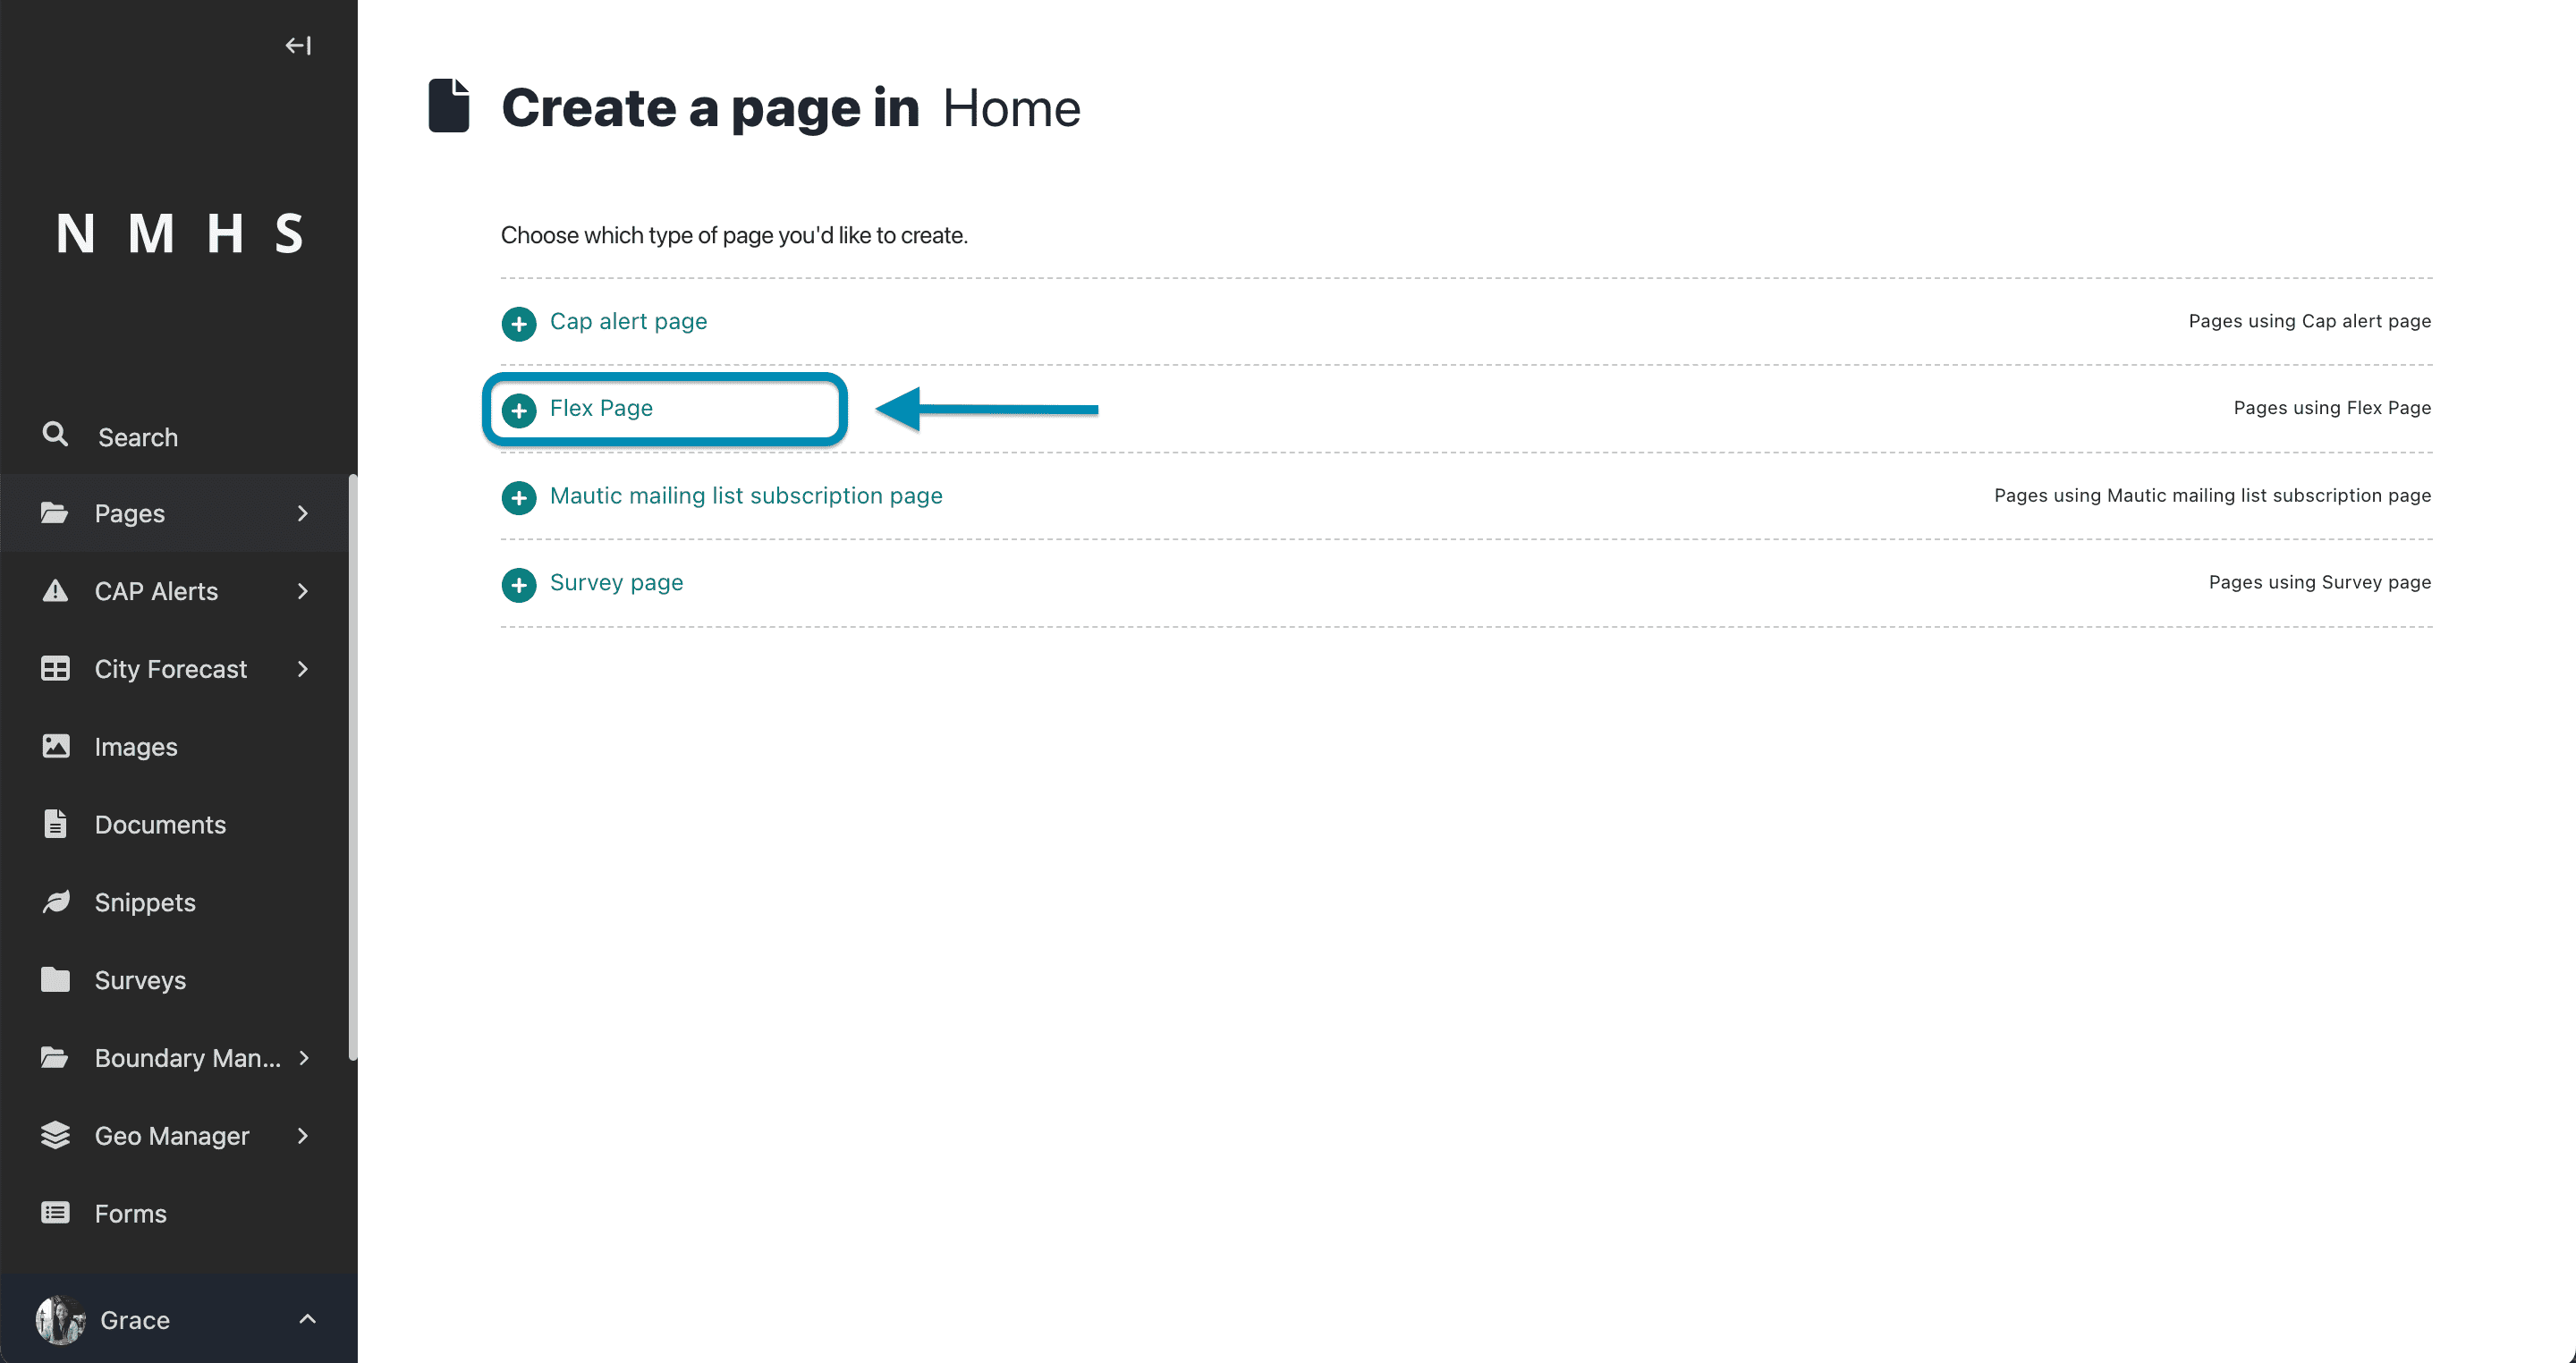 N M H S
Search
Pages
CAP Alerts
City Forecast
Images
Documents
Snippets
Surveys
Boundary Man...
Geo Manager
Forms
Grace
Create a page in Home
Choose which type of page you'd like to create.
Cap alert page
Pages using Cap alert page
Flex Page
Pages using Flex Page
Mautic mailing list subscription page
Pages using Mautic mailing list subscription page
Survey page
Pages using Survey page